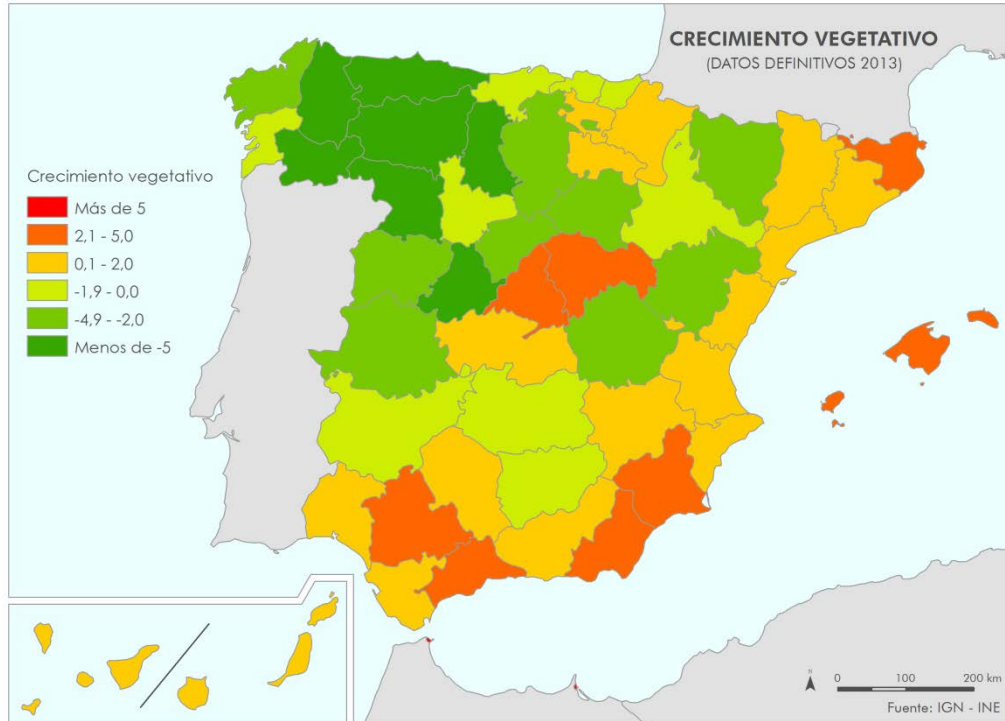 CRECIMIENTO VEGETATIVO
(DATOS DEFINITIVOS 2013)
Crecimiento vegetativo
Más de 5
2,1 - 5,0
0,1 - 2,0
-1,9 - 0,0
-4,9 - -2,0
Menos de -5
N
0 100 200 km
Fuente: IGN - INE